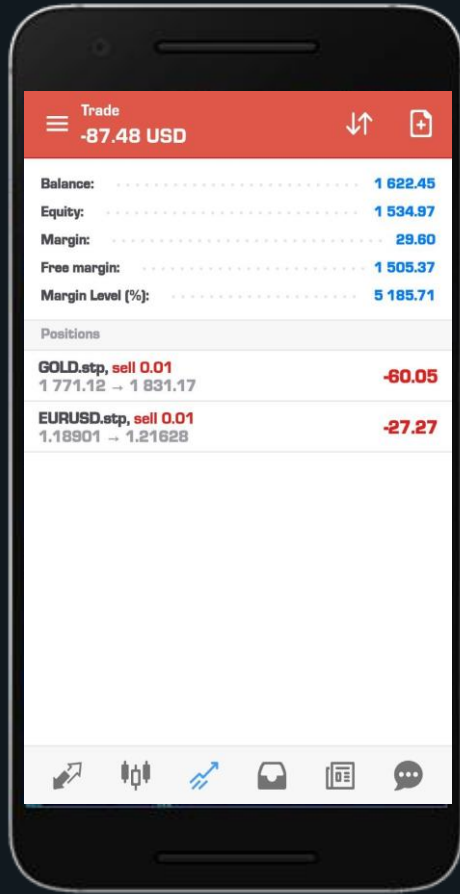 Trade
-87.48 USD
Balance: 1 622.45
Equity: 1 534.97
Margin: 29.60
Free margin: 1 505.37
Margin Level (%): 5 185.71
Positions
GOLD.stp, sell 0.01
1 771.12 → 1 831.17
-60.05
EURUSD.stp, sell 0.01
1.18901 → 1.21628
-27.27